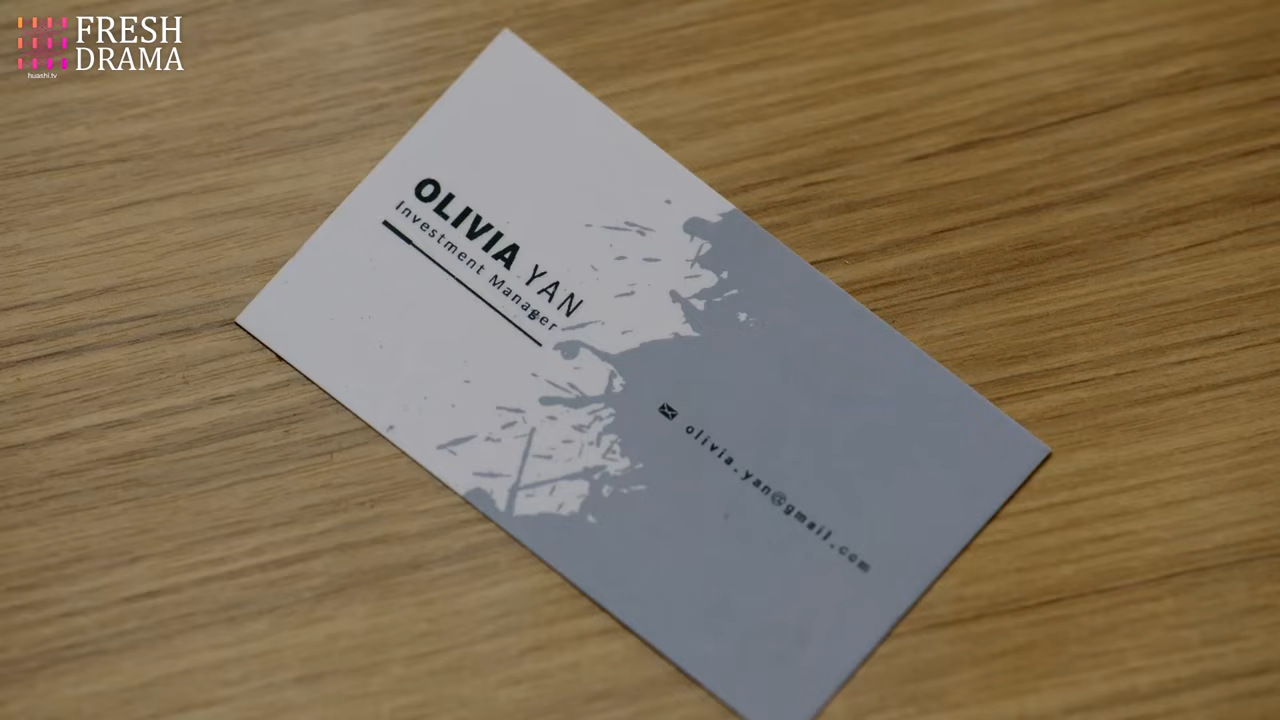 FRESH
DRAMA
huashi.tv
OLIVIA YAN
Investment Manager
olivia.yan@gmail.com